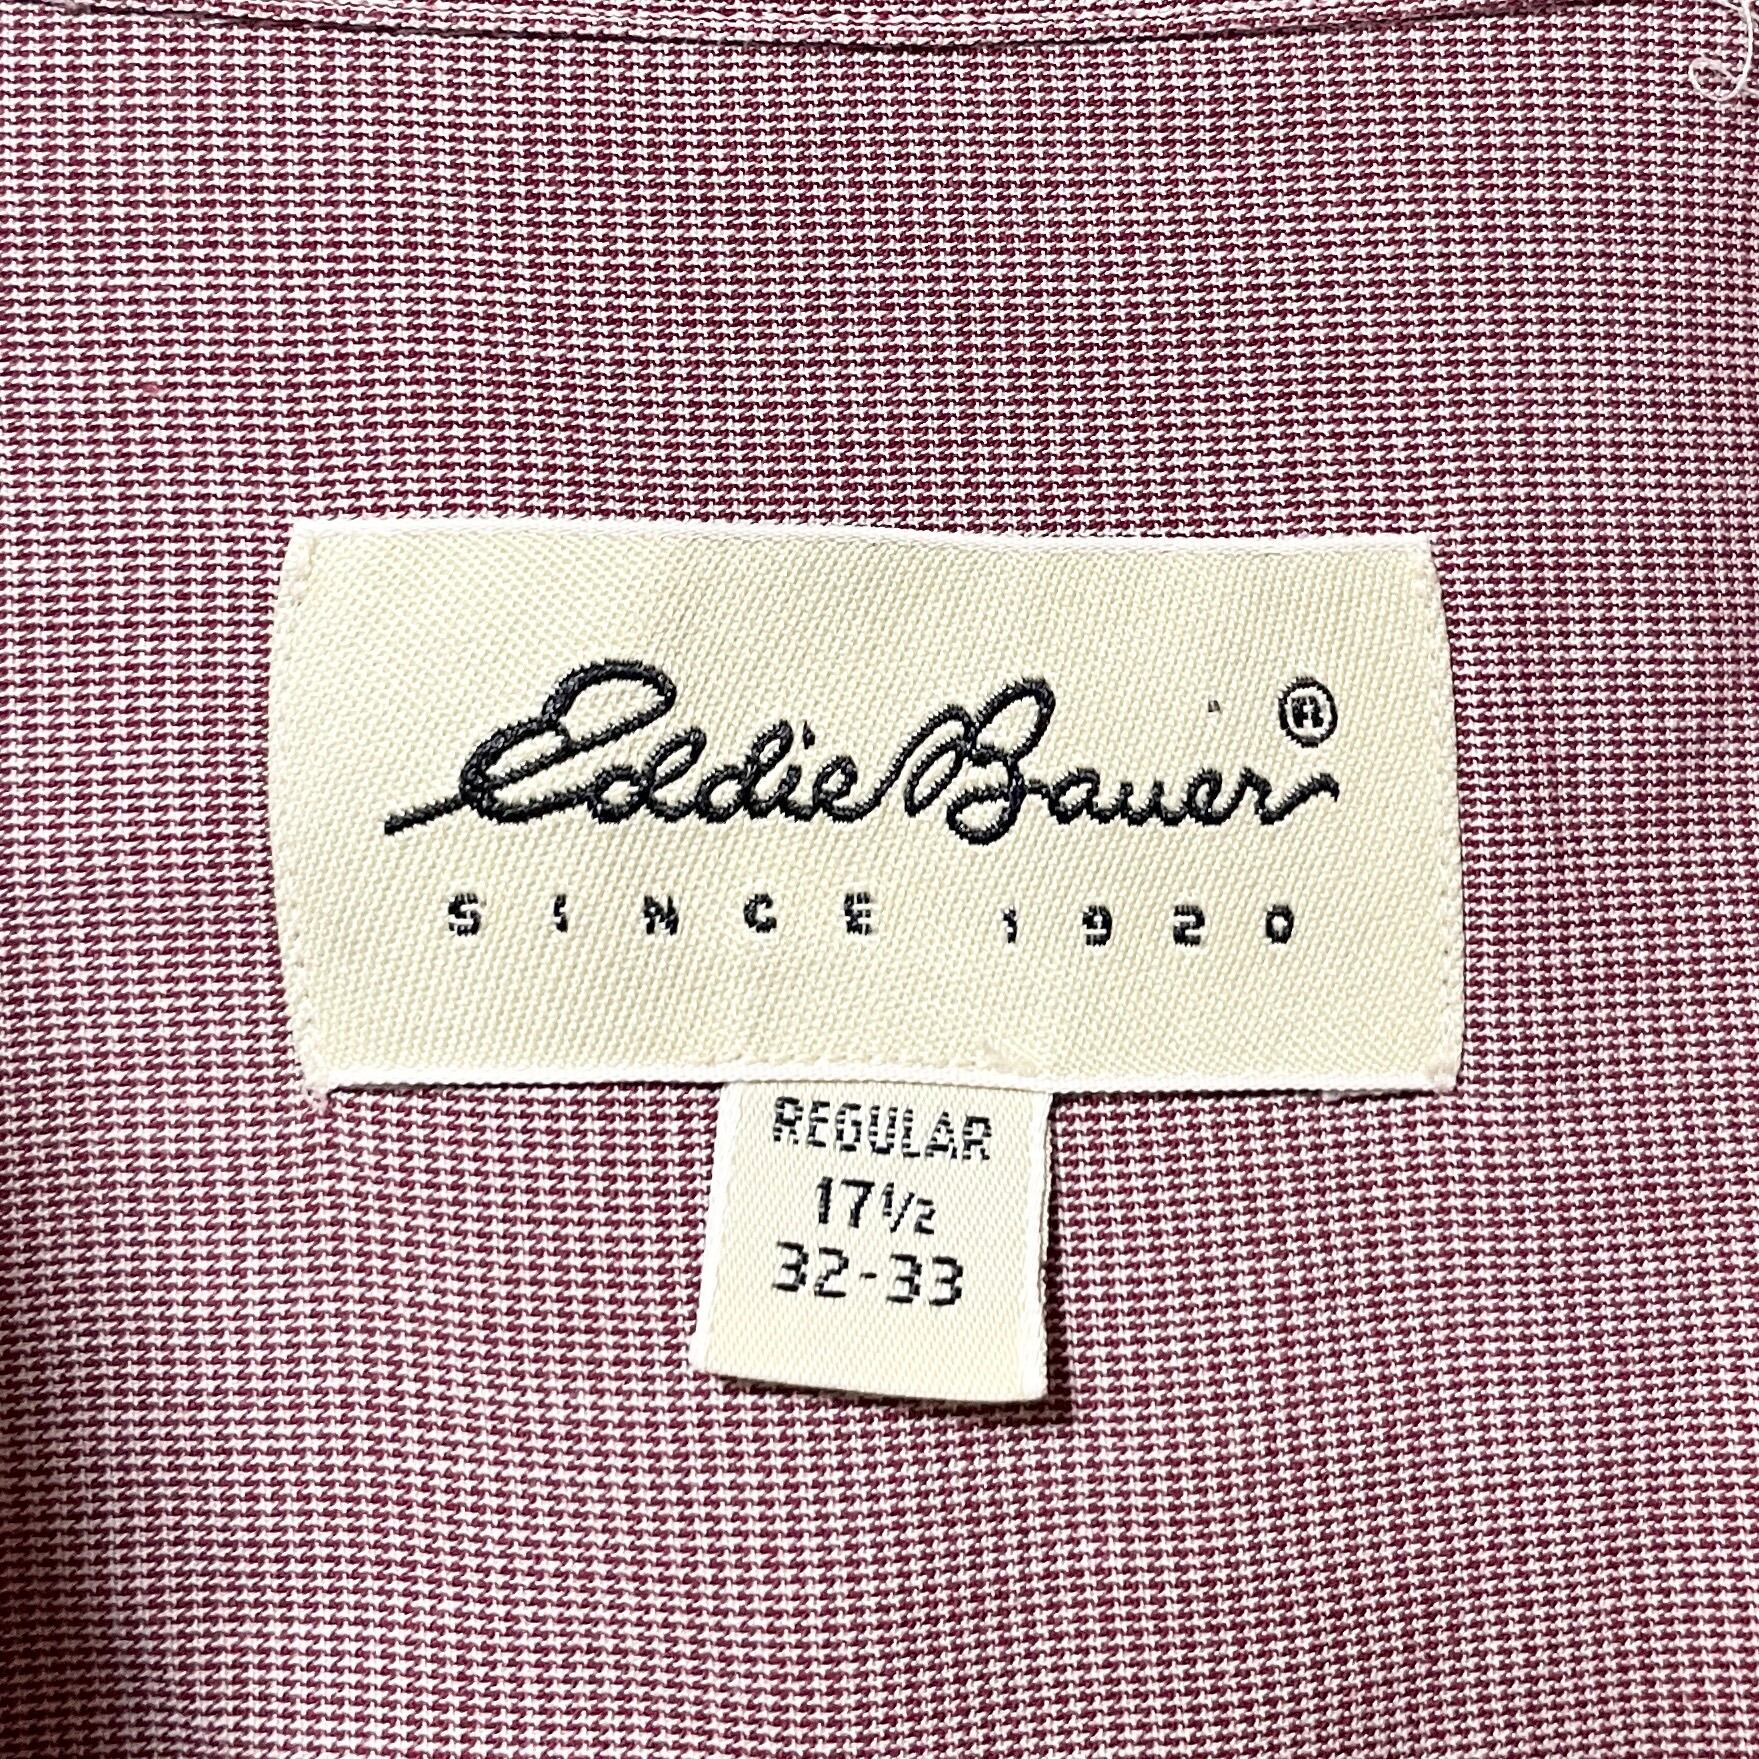 Eddie Bauer®
SINCE 1920
REGULAR
17½
32-33